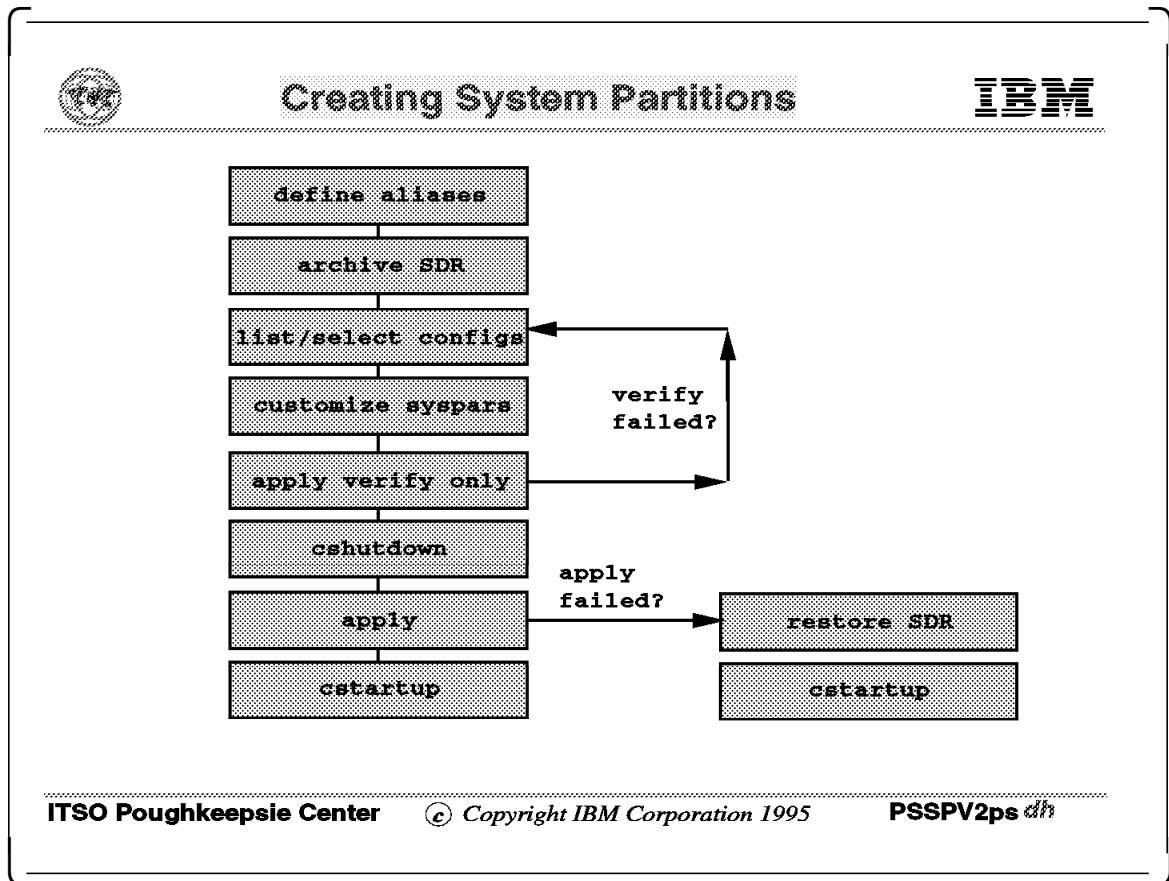 Creating System Partitions
IBM
define aliases
archive SDR
list/select configs
customize syspars
verify
failed?
apply verify only
cshutdown
apply
failed?
apply
restore SDR
cstartup
cstartup
ITSO Poughkeepsie Center
© Copyright IBM Corporation 1995
PSSPV2ps dh